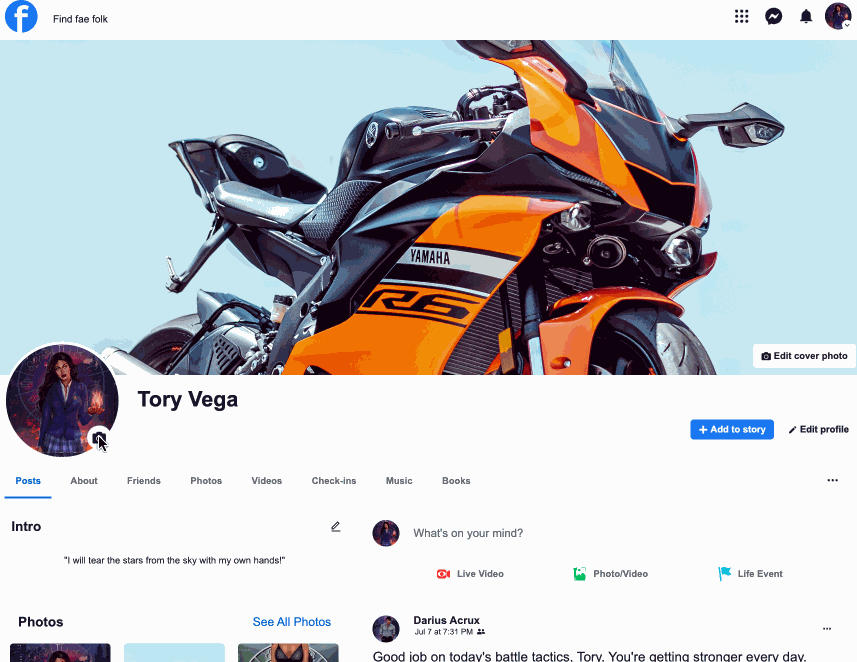 f
Find fae folk
YAMAHA
R6
Edit cover photo
Tory Vega
+ Add to story
Edit profile
Posts
About
Friends
Photos
Videos
Check-ins
Music
Books
Intro
What's on your mind?
"I will tear the stars from the sky with my own hands!"
Live Video
Photo/Video
Life Event
Photos
See All Photos
Darius Acrux
Jul 7 at 7:31 PM
Good job on today's battle tactics, Tory. You're getting stronger every day.